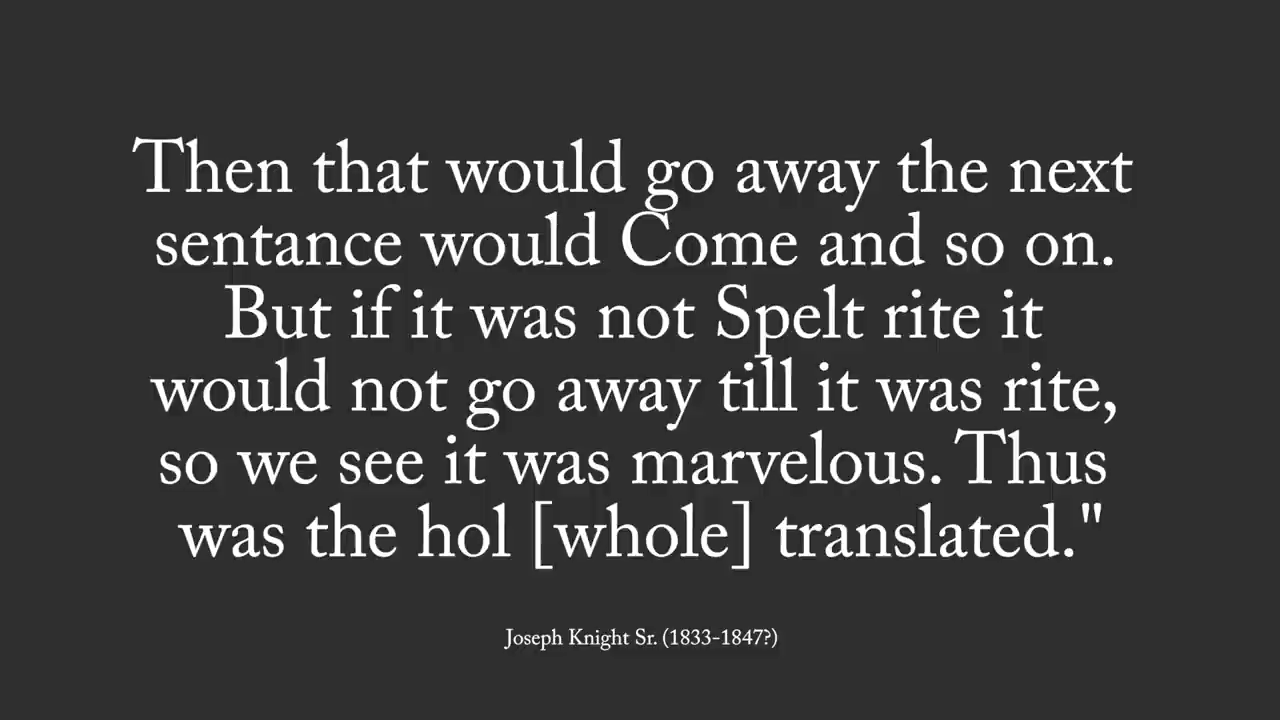 Then that would go away the next
sentance would Come and so on.
But if it was not Spelt rite it
would not go away till it was rite,
so we see it was marvelous. Thus
was the hol [whole] translated."
Joseph Knight Sr. (1833-1847?)